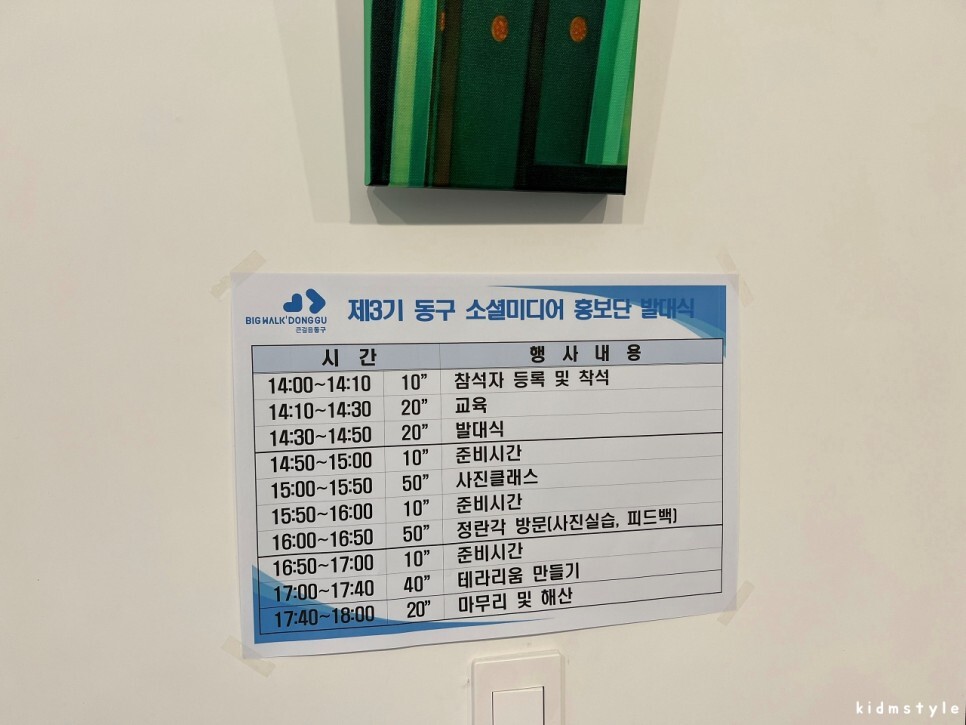 BIGWALK'DONGGU
큰걸음동구
제3기 동구 소셜미디어 홍보단 발대식
시 간 행 사 내 용
14:00~14:10 10" 참석자 등록 및 착석
14:10~14:30 20" 교육
14:30~14:50 20" 발대식
14:50~15:00 10" 준비시간
15:00~15:50 50" 사진클래스
15:50~16:00 10" 준비시간
16:00~16:50 50" 정란각 방문(사진실습, 피드백)
16:50~17:00 10" 준비시간
17:00~17:40 40" 테라리움 만들기
17:40~18:00 20" 마무리 및 해산
kidmstyle